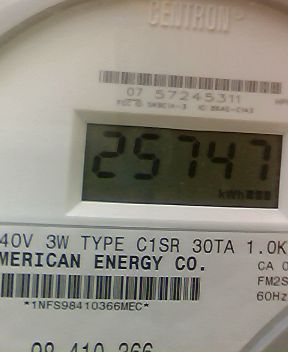 CENTRON®
07 57245311
25747
kWh
40V 3W TYPE C1SR 30TA 1.0K
MERICAN ENERGY CO.
CA 0
FM2S
*1NFS98410366MEC*
60Hz
98 410 366